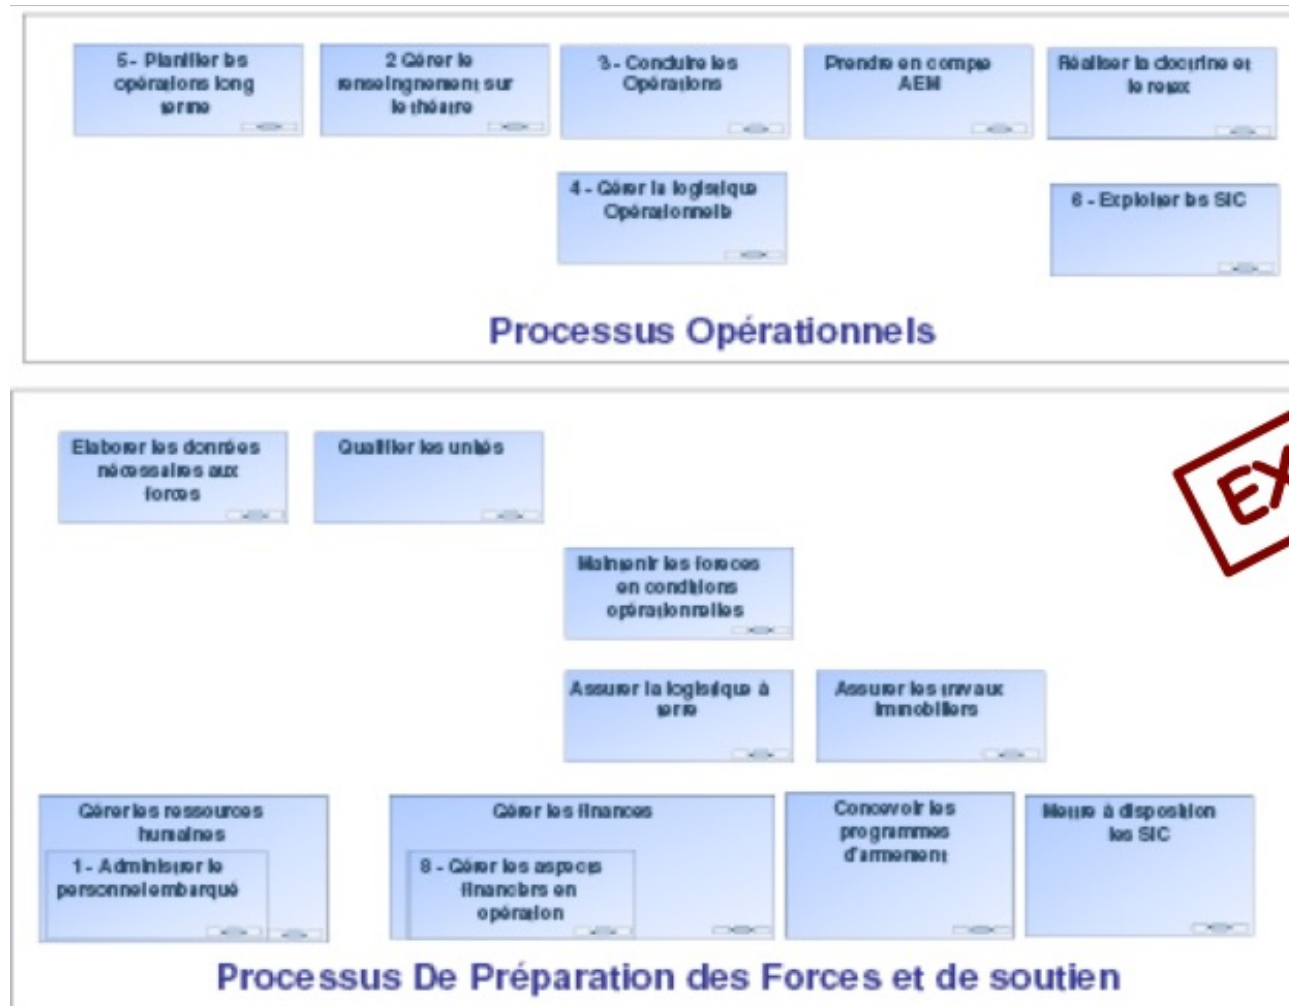 5- Planifier les
opérations long
terme
2 Gérer le
renseingnement sur
le théatre
3 - Conduire les
Opérations
Prendre en compte
AEM
Réaliser la doctrine et
le retex
4 - Gérer la logistique
Opérationnelle
6 - Exploiter les SIC
Processus Opérationnels
Elaborer les données
nécessaires aux
forces
Qualifier les unités
EX
Maintenir les foreces
en conditions
opérationnelles
Assurer la logistique à
terre
Assurer les travaux
immobiliers
Gérer les ressources
humaines
1 - Administrer le
personnel embarqué
Gérer les finances
8 - Gérer les aspects
financiers en
opération
Concevoir les
programmes
d'armement
Mettre à disposition
les SIC
Processus De Préparation des Forces et de soutien